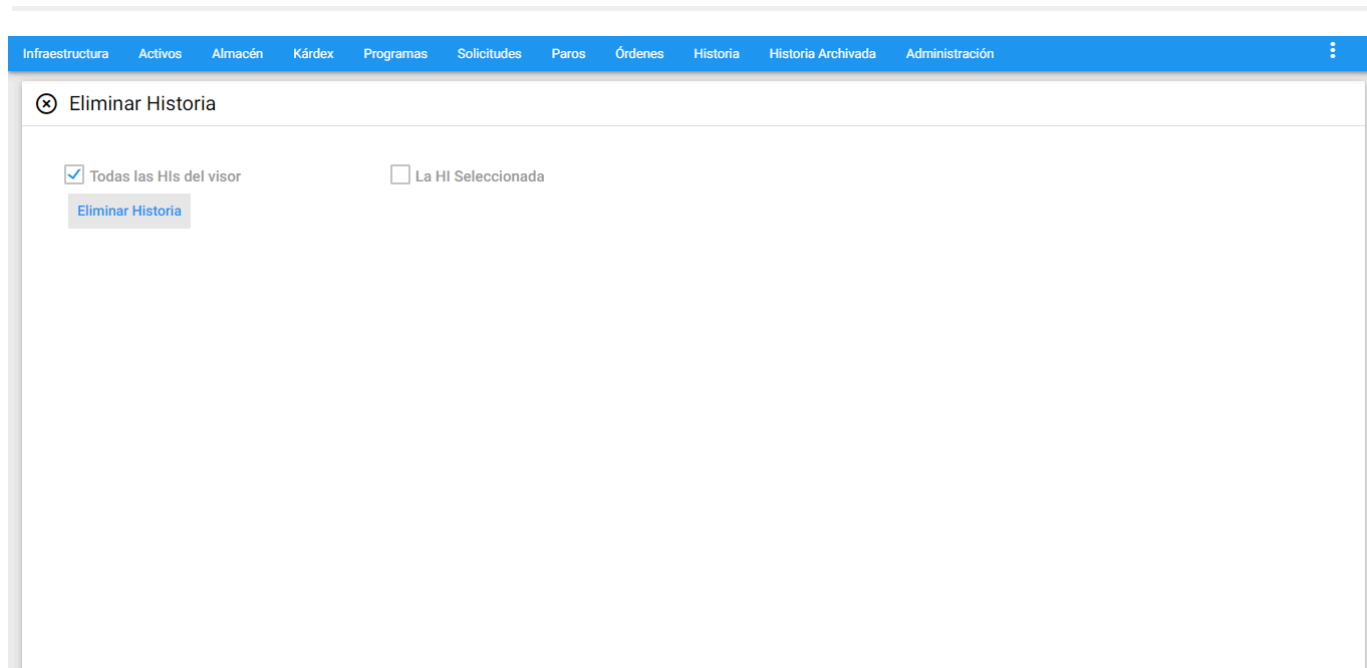 Infraestructura Activos Almacén Kárdex Programas Solicitudes Paros Órdenes Historia Historia Archivada Administración
Eliminar Historia
Todas las HIs del visor La HI Seleccionada
Eliminar Historia